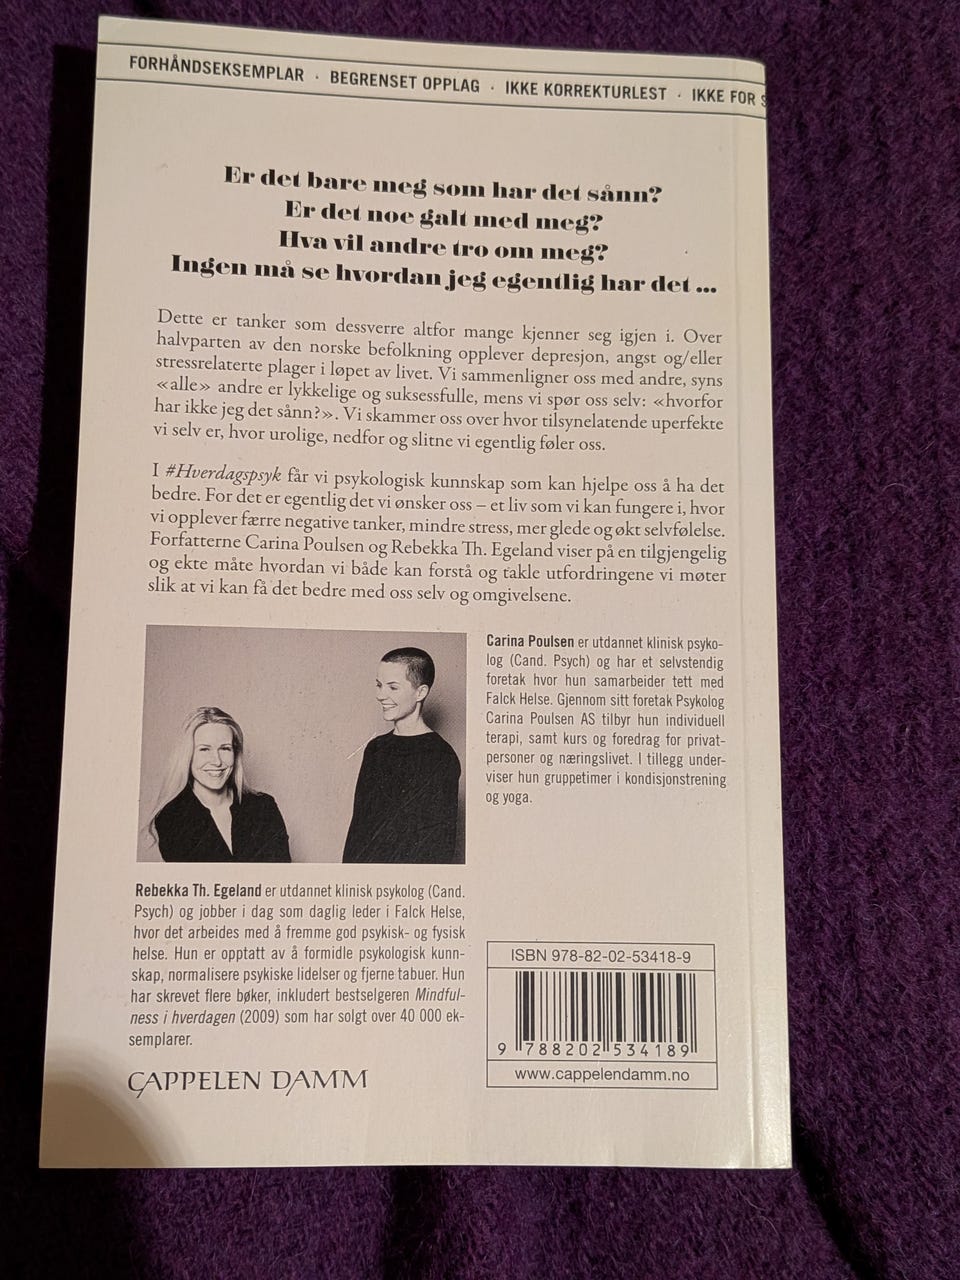 FORHÅNDSEKSEMPLAR · BEGRENSET OPPLAG · IKKE KORREKTURLEST · IKKE FOR S
Er det bare meg som har det sånn?
Er det noe galt med meg?
Hva vil andre tro om meg?
Ingen må se hvordan jeg egentlig har det ...
Dette er tanker som dessverre altfor mange kjenner seg igjen i. Over
halvparten av den norske befolkning opplever depresjon, angst og/eller
stressrelaterte plager i løpet av livet. Vi sammenligner oss med andre, syns
«alle» andre er lykkelige og suksessfulle, mens vi spør oss selv: «hvorfor
har ikke jeg det sånn?». Vi skammer oss over hvor tilsynelatende uperfekte
vi selv er, hvor urolige, nedfor og slitne vi egentlig føler oss.
I #Hverdagspsyk får vi psykologisk kunnskap som kan hjelpe oss å ha det
bedre. For det er egentlig det vi ønsker oss – et liv som vi kan fungere i, hvor
vi opplever færre negative tanker, mindre stress, mer glede og økt selvfølelse.
Forfatterne Carina Poulsen og Rebekka Th. Egeland viser på en tilgjengelig
og ekte måte hvordan vi både kan forstå og takle utfordringene vi møter
slik at vi kan få det bedre med oss selv og omgivelsene.
Carina Poulsen er utdannet klinisk psyko-
log (Cand. Psych) og har et selvstendig
foretak hvor hun samarbeider tett med
Falck Helse. Gjennom sitt foretak Psykolog
Carina Poulsen AS tilbyr hun individuell
terapi, samt kurs og foredrag for privat-
personer og næringslivet. I tillegg under-
viser hun gruppetimer i kondisjonstrening
og yoga.
Rebekka Th. Egeland er utdannet klinisk psykolog (Cand.
Psych) og jobber i dag som daglig leder i Falck Helse,
hvor det arbeides med å fremme god psykisk- og fysisk
helse. Hun er opptatt av å formidle psykologisk kunn-
skap, normalisere psykiske lidelser og fjerne tabuer. Hun
har skrevet flere bøker, inkludert bestselgeren Mindful-
ness i hverdagen (2009) som har solgt over 40 000 ek-
semplarer.
CAPPELEN DAMM
ISBN 978-82-02-53418-9
9 788202 534189
www.cappelendamm.no